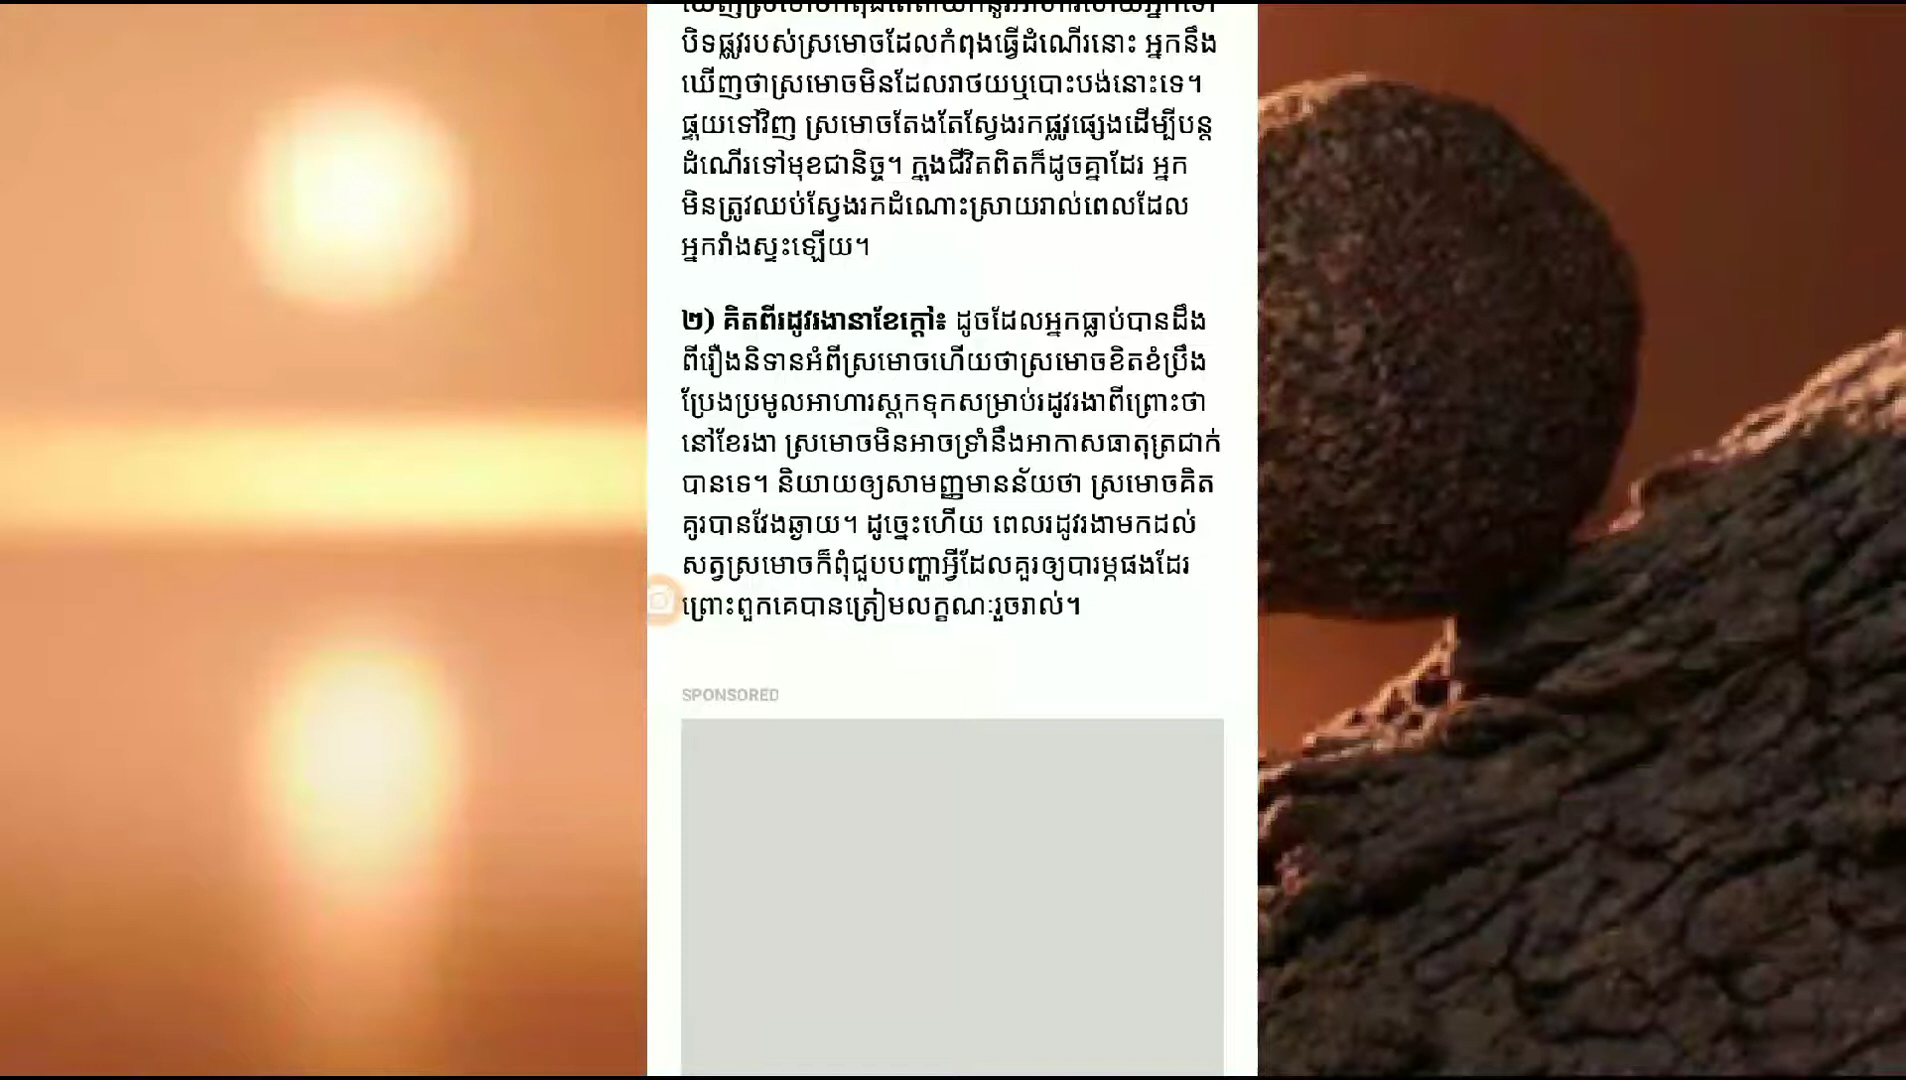 បិទផ្លូវរបស់ស្រមោចដែលកំពុងធ្វើដំណើរនោះ អ្នកនឹង
ឃើញថាស្រមោចមិនដែលរាថយឬបោះបង់នោះទេ។
ផ្ទុយទៅវិញ ស្រមោចតែងតែស្វែងរកផ្លូវផ្សេងដើម្បីបន្ត
ដំណើរទៅមុខជានិច្ច។ ក្នុងជីវិតពិតក៏ដូចគ្នាដែរ អ្នក
មិនត្រូវឈប់ស្វែងរកដំណោះស្រាយរាល់ពេលដែល
អ្នករាំងស្ទះឡើយ។
២) គិតពីរដូវរងានាខែក្តៅ៖ ដូចដែលអ្នកធ្លាប់បានដឹង
ពីរឿងនិទានអំពីស្រមោចហើយថាស្រមោចខិតខំប្រឹង
ប្រែងប្រមូលអាហារស្តុកទុកសម្រាប់រដូវរងាពីព្រោះថា
នៅខែរងា ស្រមោចមិនអាចទ្រាំនឹងអាកាសធាតុត្រជាក់
បានទេ។ និយាយឲ្យសាមញ្ញមានន័យថា ស្រមោចគិត
គូរបានវែងឆ្ងាយ។ ដូច្នេះហើយ ពេលរដូវរងាមកដល់
សត្វស្រមោចក៏ពុំជួបបញ្ហាអ្វីដែលគួរឲ្យបារម្ភផងដែរ
ព្រោះពួកគេបានត្រៀមលក្ខណៈរួចរាល់។
SPONSORED